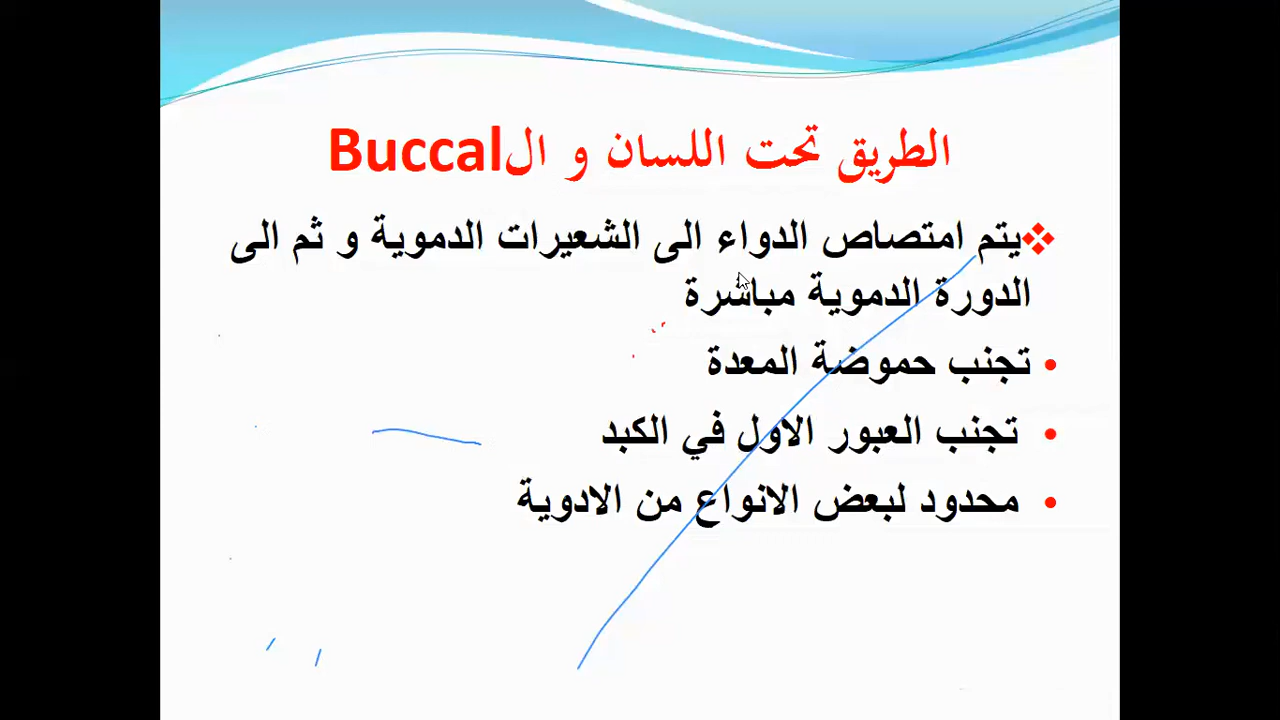 الطريق تحت اللسان و الBuccal
يتم امتصاص الدواء الى الشعيرات الدموية و ثم الى
الدورة الدموية مباشرة
تجنب حموضة المعدة
تجنب العبور الاول في الكبد
محدود لبعض الانواع من الادوية